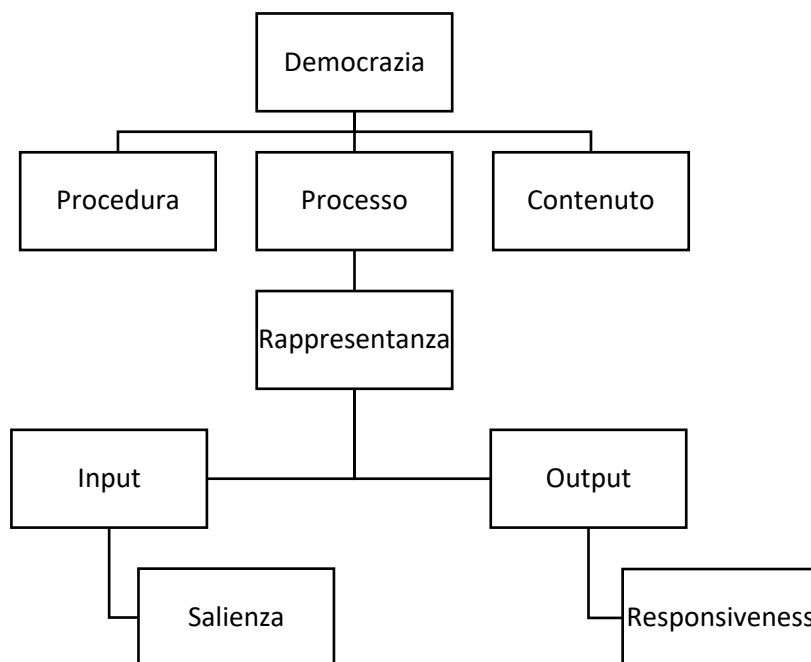 Democrazia
Procedura
Processo
Contenuto
Rappresentanza
Input
Output
Salienza
Responsiveness